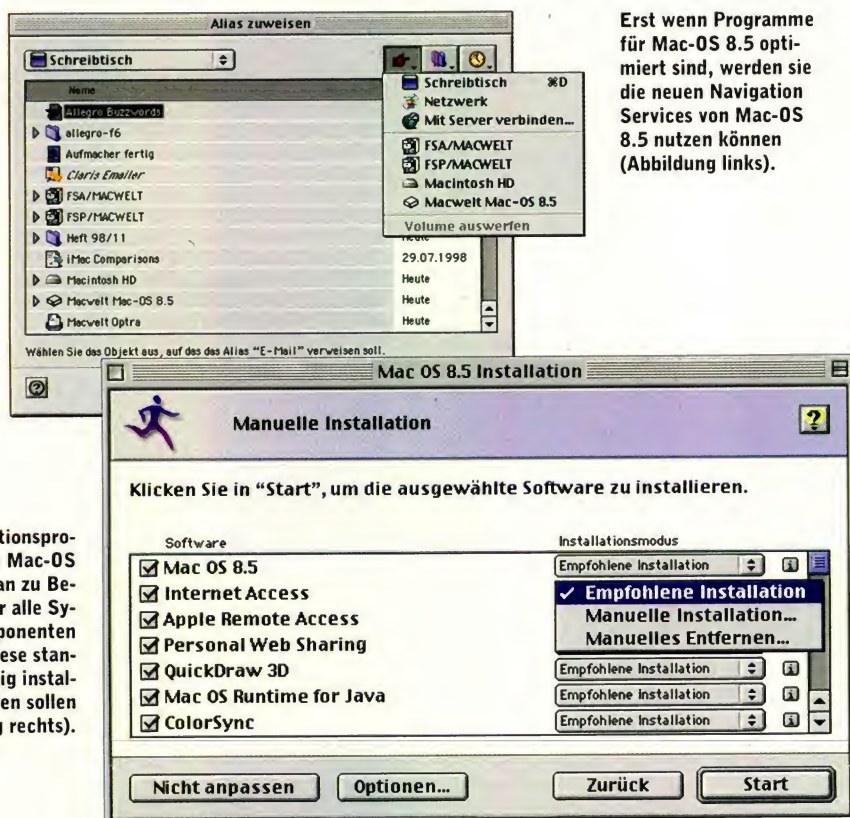 Alias zuweisen
Schreibtisch
Name
Allegro Buzzwords
allegro-f6
Aufmacher fertig
Claris Emailer
FSA/MACWELT
FSP/MACWELT
Heft 98/11
Heute
iMac Comparisons 29.07.1998
Macintosh HD Heute
Macwelt Mac-OS 8.5 Heute
Macwelt Optra Heute
Wählen Sie das Objekt aus, auf das das Alias “E-Mail” verweisen soll.
Schreibtisch ⌘D
Netzwerk
Mit Server verbinden...
FSA/MACWELT
FSP/MACWELT
Macintosh HD
Macwelt Mac-OS 8.5
Volume auswerfen
Erst wenn Programme
für Mac-OS 8.5 opti-
miert sind, werden sie
die neuen Navigation
Services von Mac-OS
8.5 nutzen können
(Abbildung links).
tionspro-
Mac-OS
an zu Be-
r alle Sy-
ponenten
ese stan-
ig instal-
en sollen
rechts).
Mac OS 8.5 Installation
Manuelle Installation
Klicken Sie in “Start”, um die ausgewählte Software zu installieren.
Software Installationsmodus
Mac OS 8.5 Empfohlene Installation
Internet Access
Apple Remote Access
Personal Web Sharing
✓ Empfohlene Installation
Manuelle Installation...
Manuelles Entfernen...
QuickDraw 3D Empfohlene Installation
Mac OS Runtime for Java Empfohlene Installation
ColorSync Empfohlene Installation
Nicht anpassen Optionen... Zurück Start